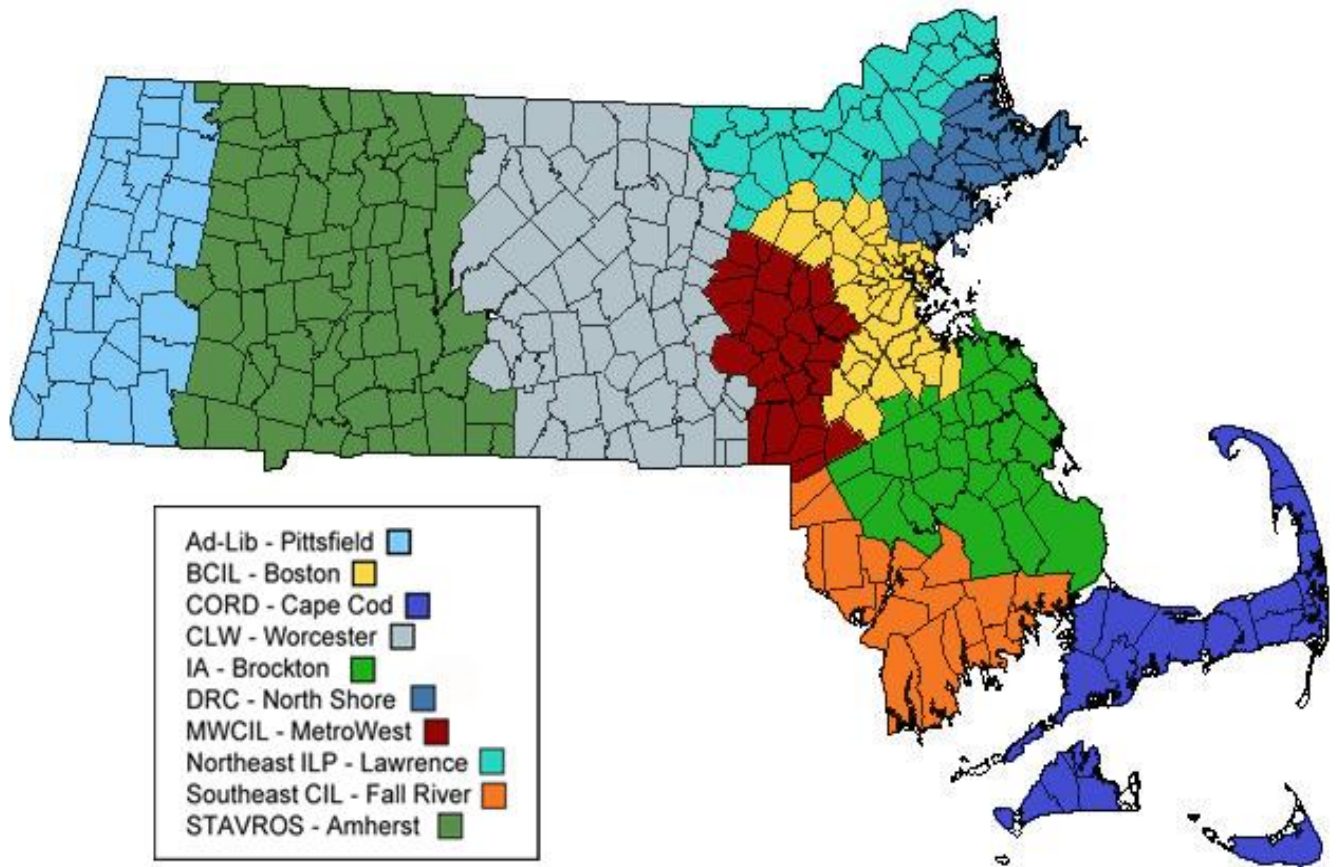 Ad-Lib - Pittsfield
BCIL - Boston
CORD - Cape Cod
CLW - Worcester
IA - Brockton
DRC - North Shore
MWCIL - MetroWest
Northeast ILP - Lawrence
Southeast CIL - Fall River
STAVROS - Amherst